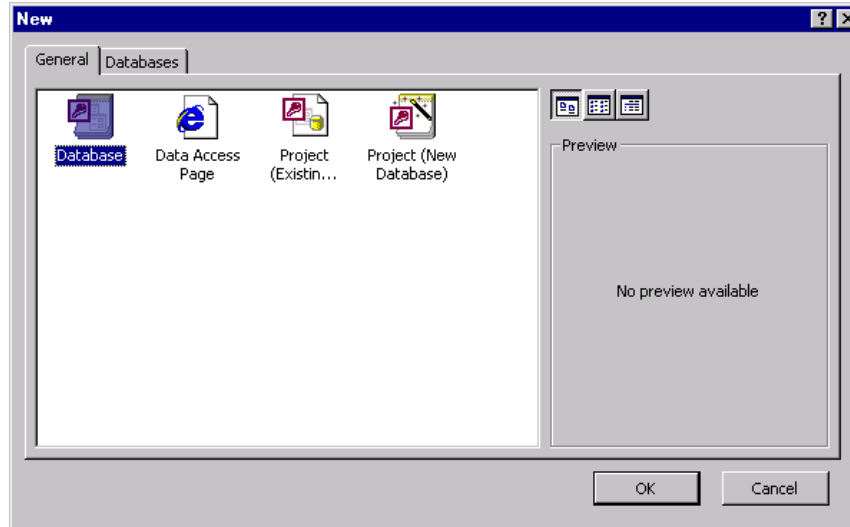 New
General
Databases
Database
Data Access
Page
Project
(Existin...
Project (New
Database)
Preview
No preview available
OK
Cancel